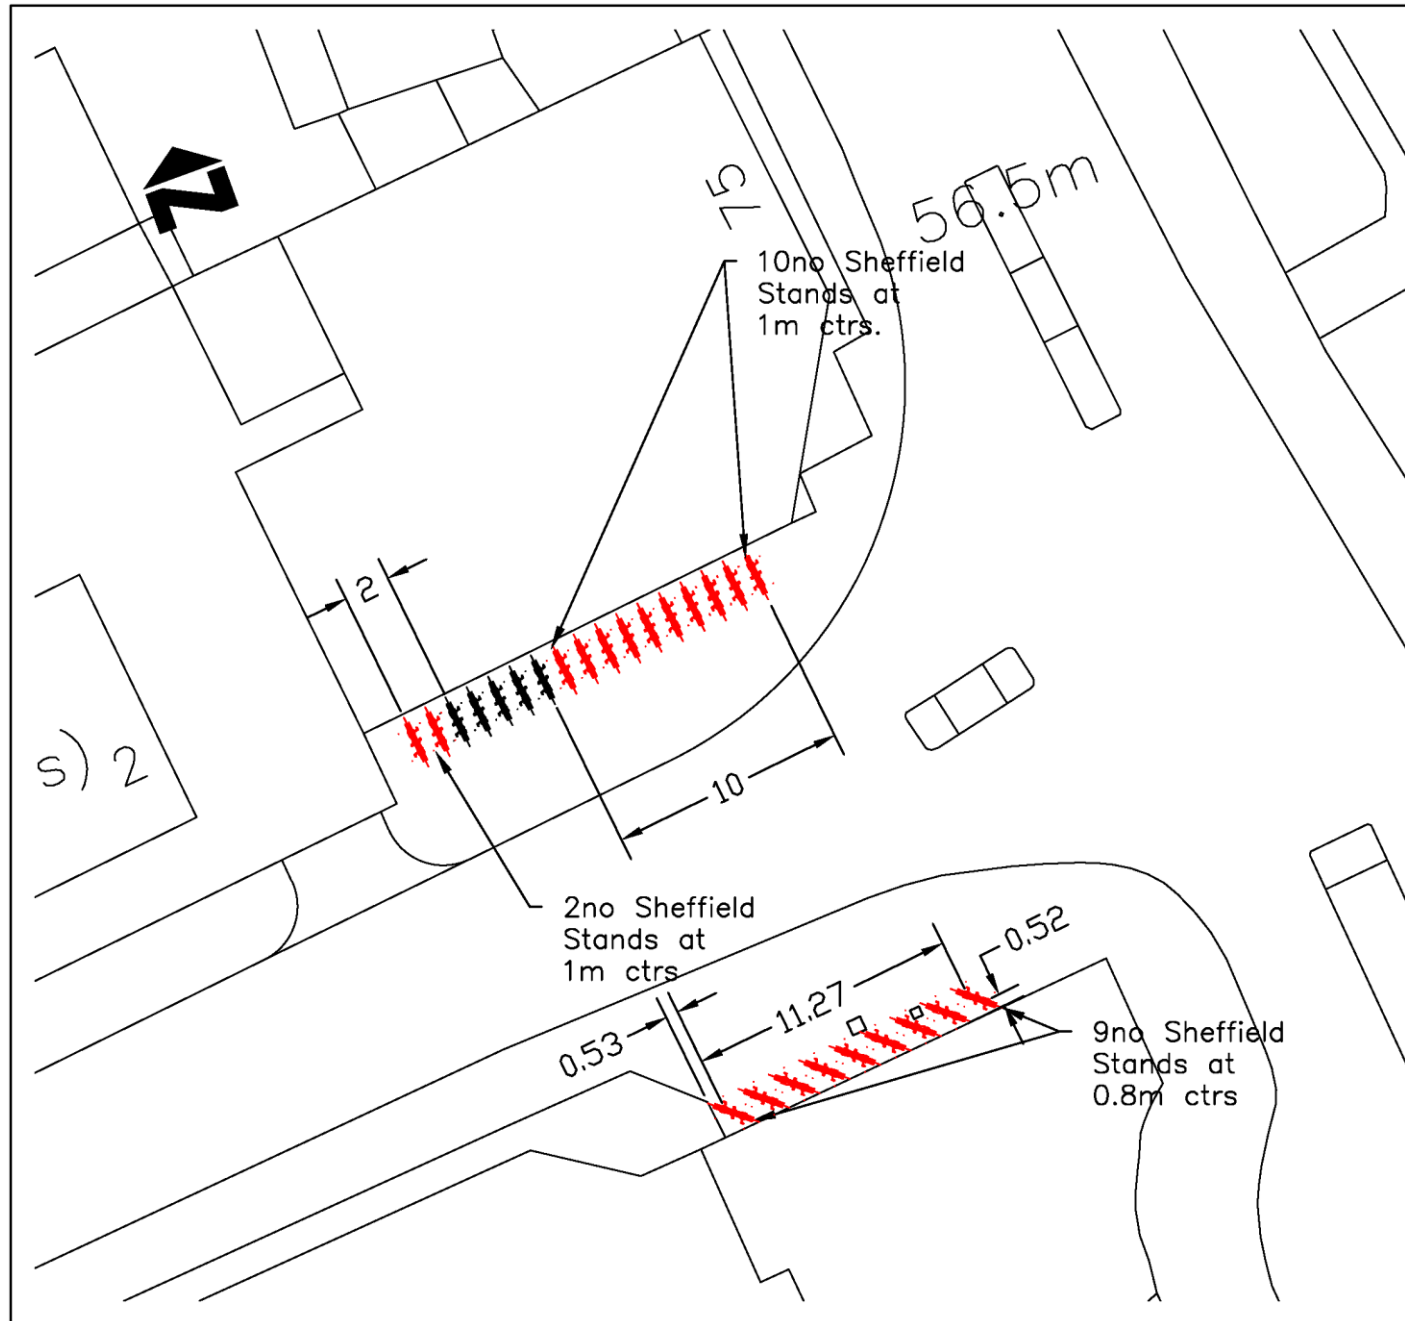 N
75
56.5m
10no Sheffield
Stands at
1m ctrs.
2
s) 2
10
2no Sheffield
Stands at
1m ctrs
0.52
11.27
0.53
9no Sheffield
Stands at
0.8m ctrs